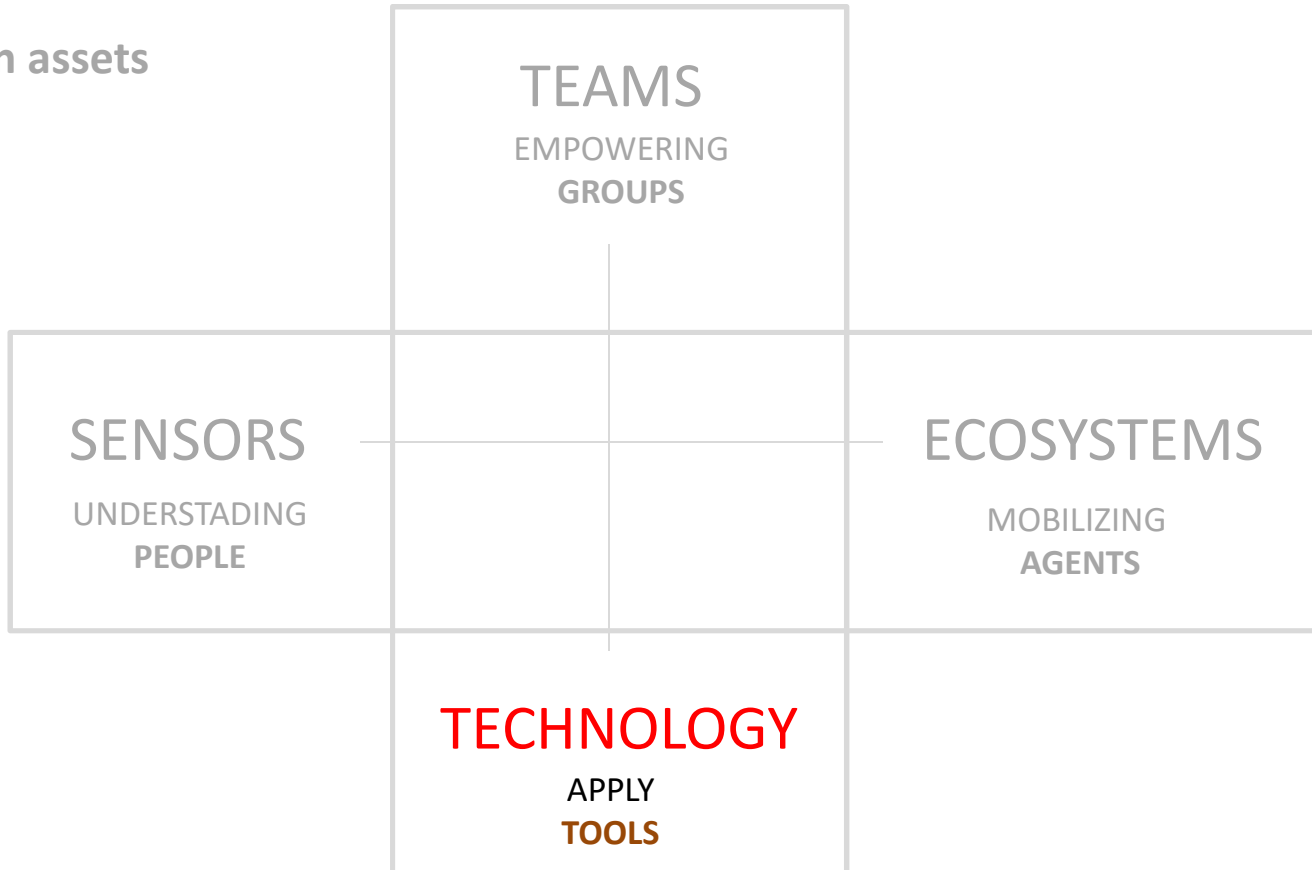 assets
TEAMS
EMPOWERING
GROUPS
SENSORS
UNDERSTADING
PEOPLE
ECOSYSTEMS
MOBILIZING
AGENTS
TECHNOLOGY
APPLY
TOOLS